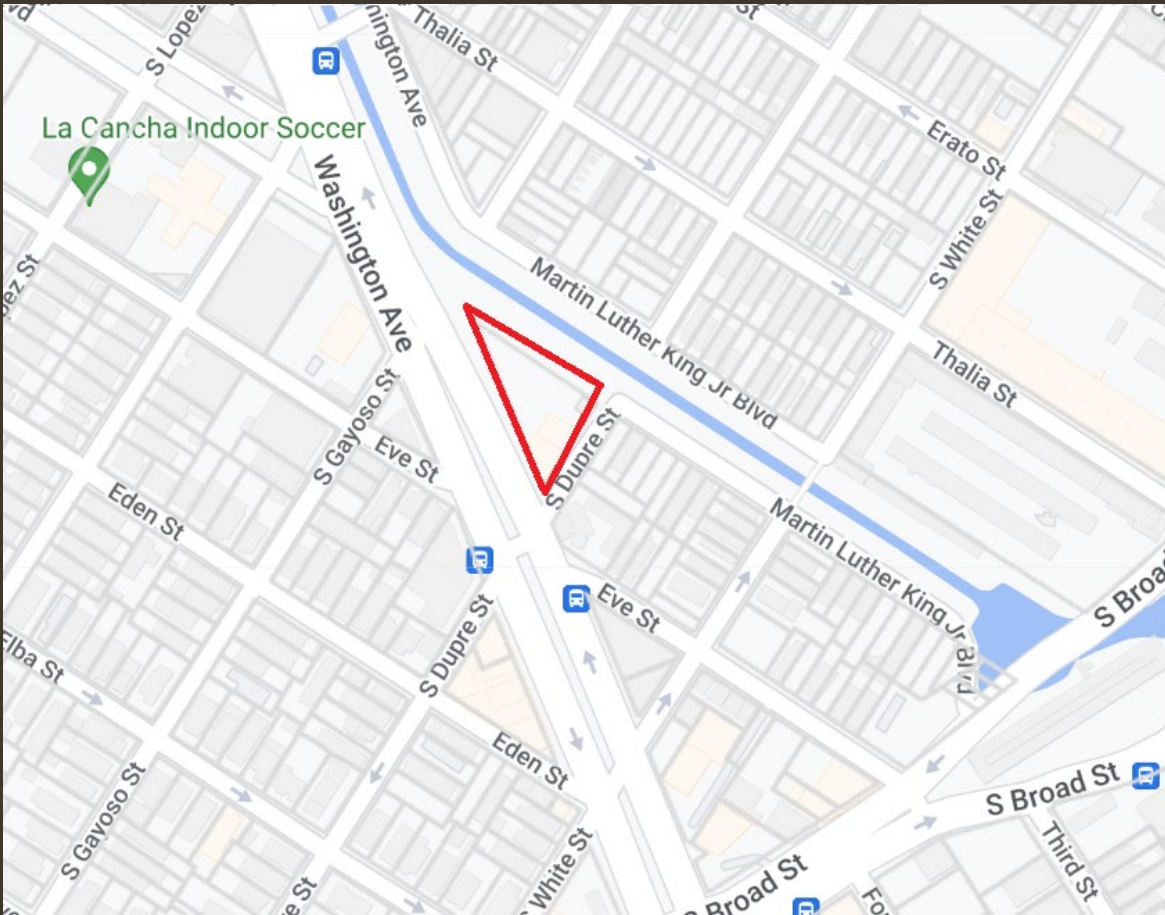 S Lopez
Thalia St
Erato St
La Cancha Indoor Soccer
Washington Ave
S White St
Martin Luther King Jr Blvd
Thalia St
S Gayoso St
Eve St
S Dupre St
Eden St
Martin Luther King Jr Blvd
S Broad
Eve St
S Dupre St
Elba St
Eden St
S Broad St
S Gayoso St
Third St
S White St
S Broad St